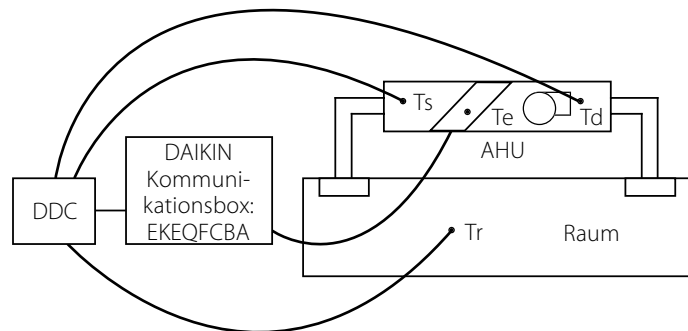 Ts
Te
Td
AHU
DAIKIN
Kommuni-
kationsbox:
EKEQFCBA
DDC
Tr
Raum